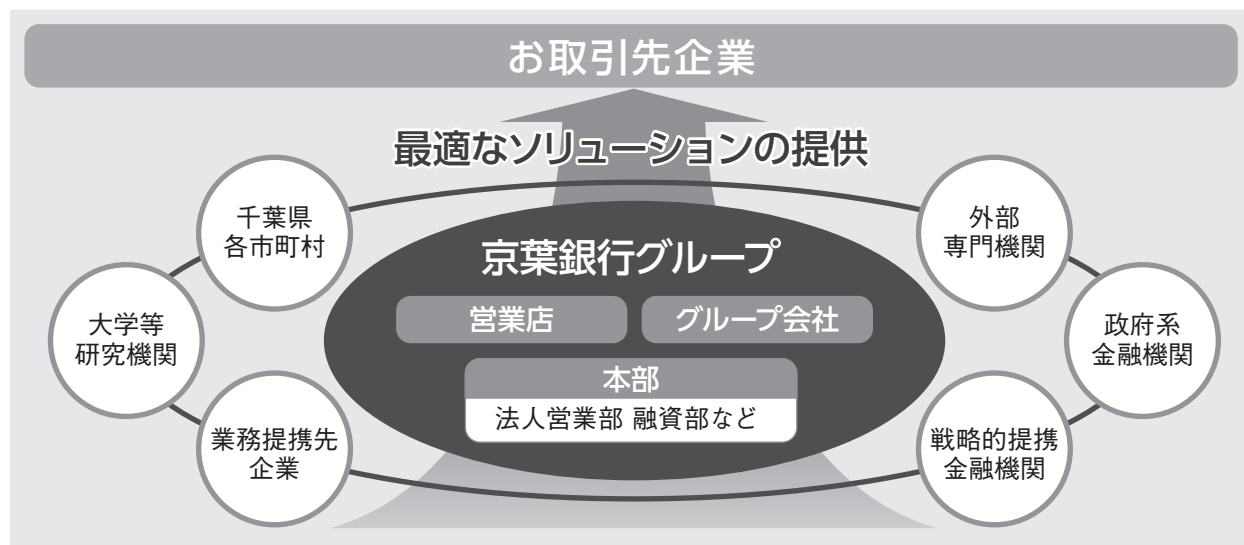 お取引先企業
最適なソリューションの提供
千葉県
各市町村
外部
専門機関
京葉銀行グループ
営業店
グループ会社
大学等
研究機関
政府系
金融機関
本部
法人営業部 融資部など
業務提携先
企業
戦略的提携
金融機関